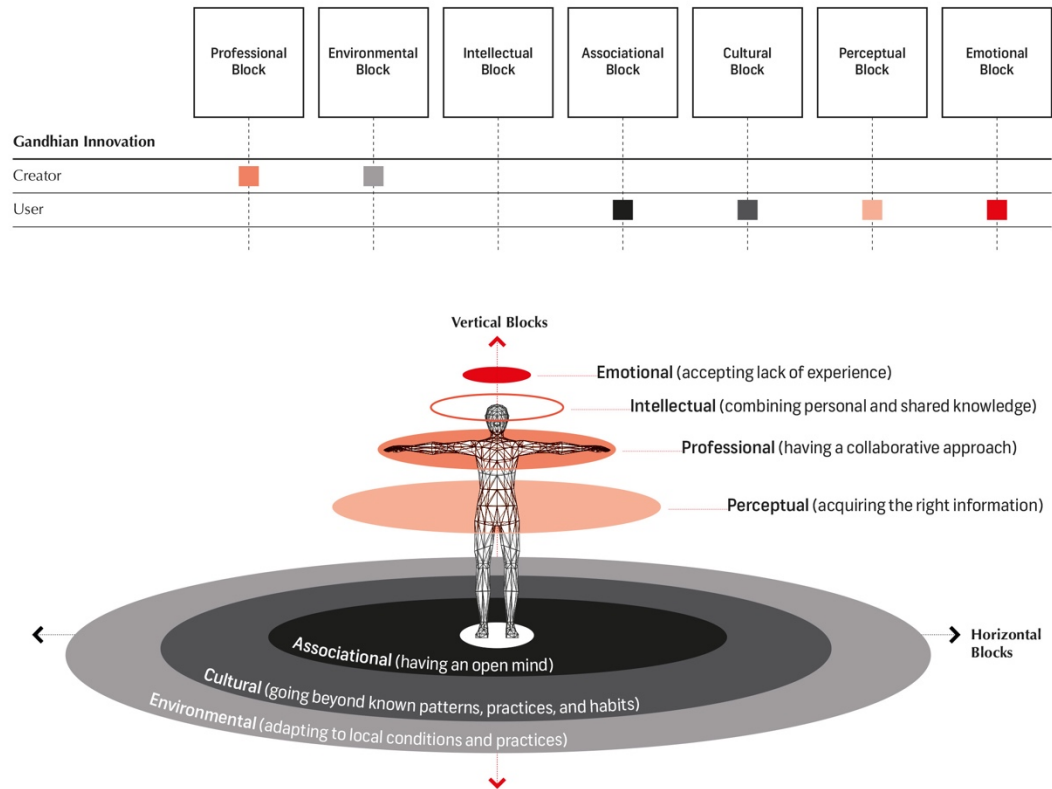 Professional
Block
Environmental
Block
Intellectual
Block
Associational
Block
Cultural
Block
Perceptual
Block
Emotional
Block
Gandhian Innovation
Creator
User
Vertical Blocks
Emotional (accepting lack of experience)
Intellectual (combining personal and shared knowledge)
Professional (having a collaborative approach)
Perceptual (acquiring the right information)
Horizontal
Blocks
Associational (having an open mind)
Cultural (going beyond known patterns, practices, and habits)
Environmental (adapting to local conditions and practices)